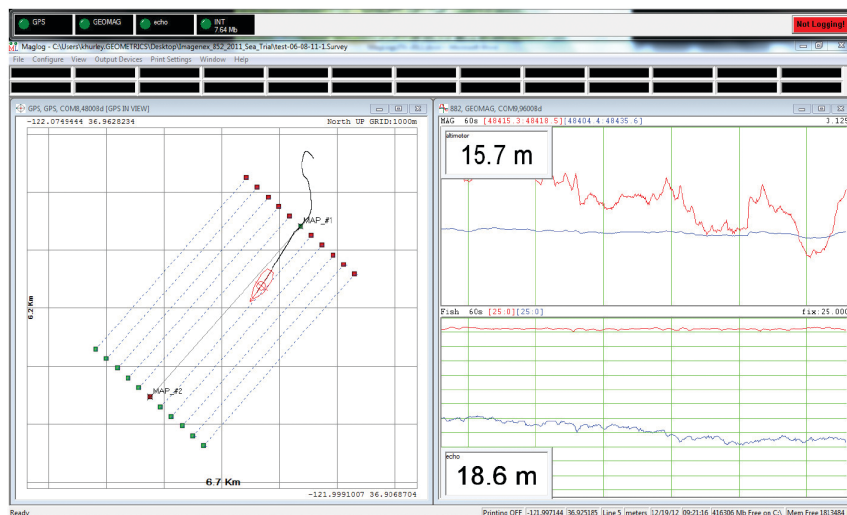 GPS GEOMAG echo INT
7.64 Mb
Not Logging!
Maglog - C:\Users\khurley.GEOMETRICS\Desktop\Imagenex_852_2011_Sea_Trial\test-06-08-11-1.Survey
File Configure View Output Devices Print Settings Window Help
GPS, GPS, COM8,48008d [GPS IN VIEW]
-122.0749444 36.9628234 North UP GRID:1000m
MAP_#1
6.2 Km
MAP_#2
6.7 Km
-121.9991007 36.9068704
882, GEOMAG, COM9,96008d
MAG 60s [48415.3:48418.5][48404.4:48435.6] 3.125
altimeter
15.7 m
Fish 60s [25:0][25:0] fix:25.000
echo
18.6 m
Ready Printing OFF -121.997144 36.925185 Line 5 meters 12/19/12 09:21:16 416306 Mb Free on C:\ Mem Free 1813484